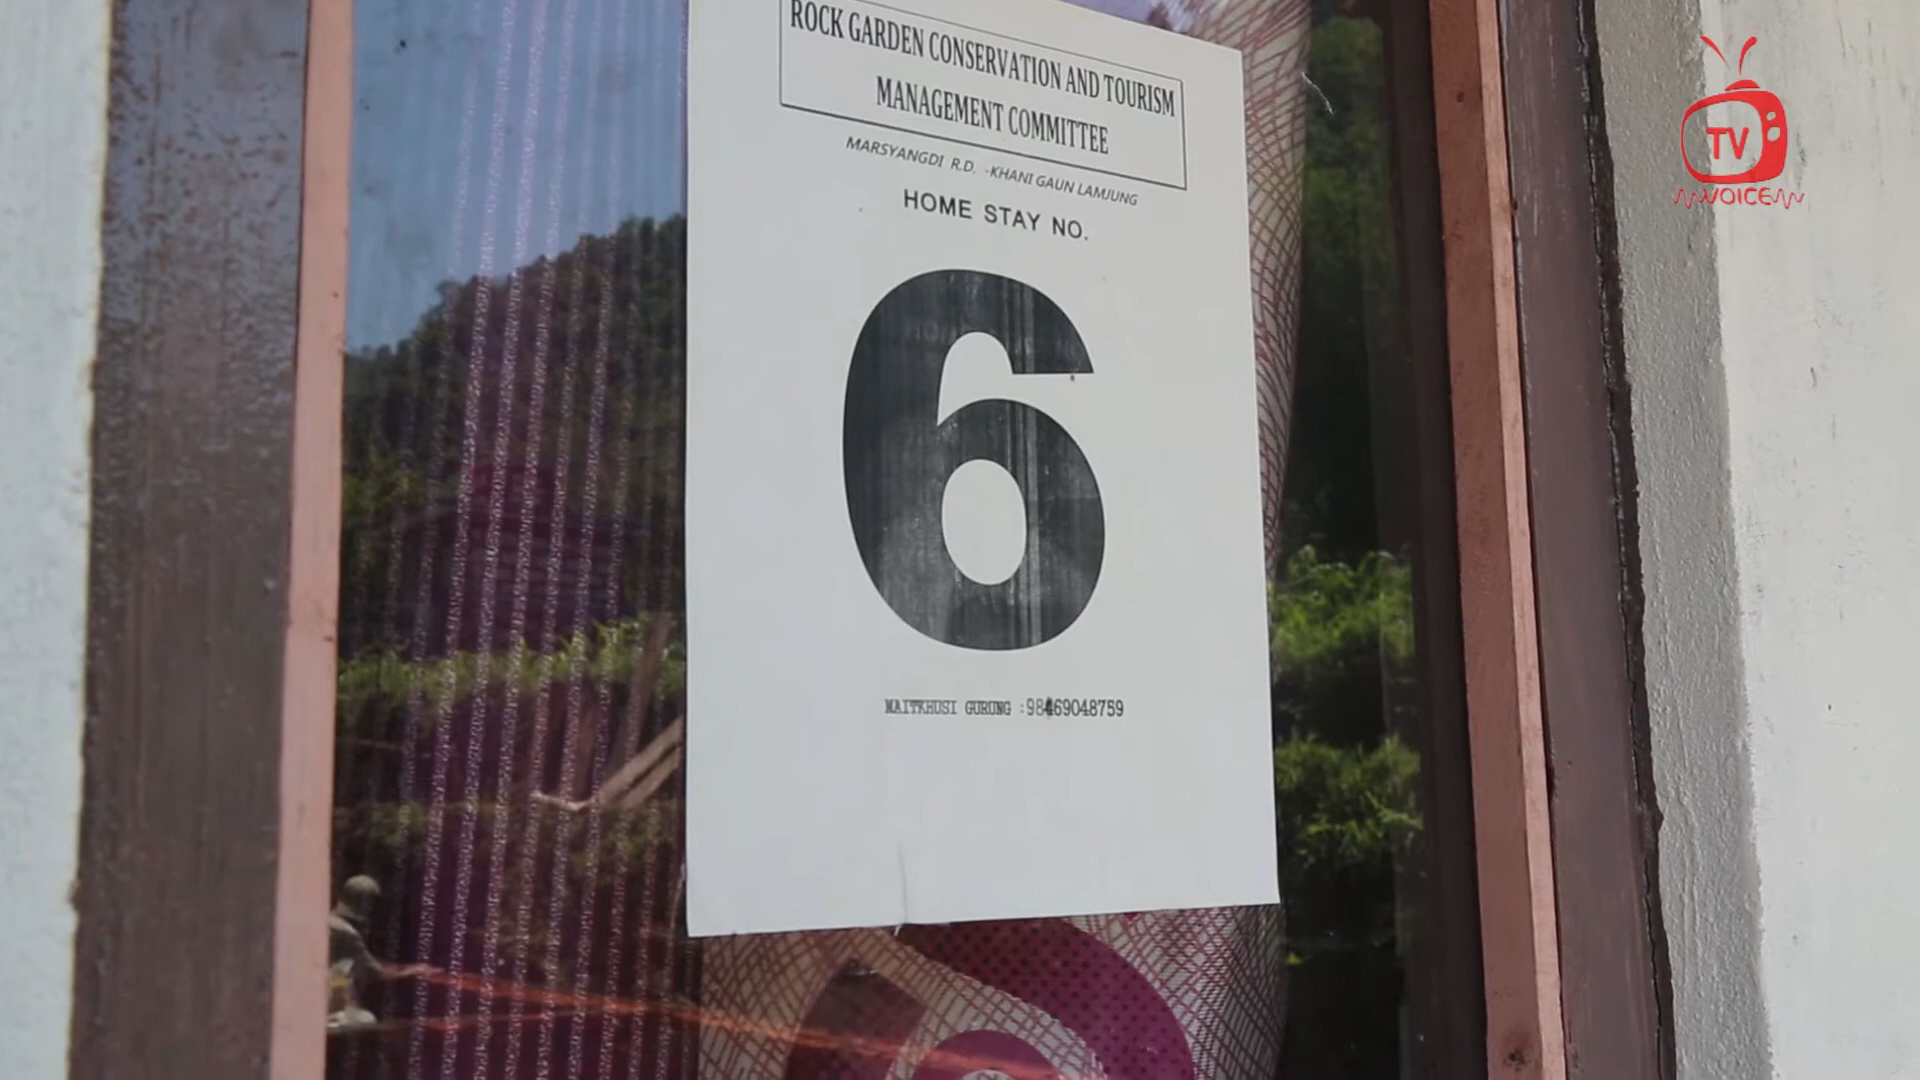 ROCK GARDEN CONSERVATION AND TOURISM
MANAGEMENT COMMITTEE
MARSYANGDI R.D. -KHANI GAUN LAMJUNG
HOME STAY NO.
6
MAITKHUSI GURUNG :98469048759
TV
VOICE